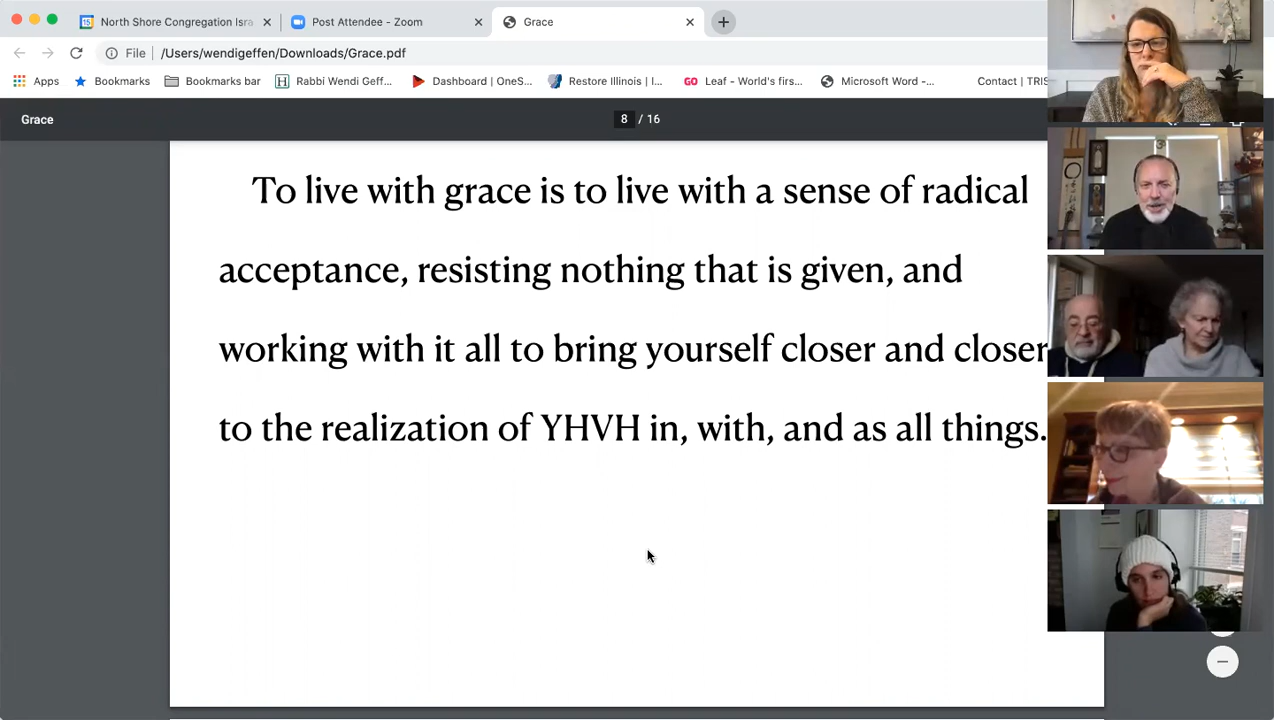 North Shore Congregation Isra
Post Attendee - Zoom
Grace
File
/Users/wendigeffen/Downloads/Grace.pdf
Apps
Bookmarks
Bookmarks bar
Rabbi Wendi Geff...
Dashboard | OneS...
Restore Illinois | I...
GO
Leaf - World's firs...
Microsoft Word -...
Contact | TRIS
Grace
8 / 16
To live with grace is to live with a sense of radical
acceptance, resisting nothing that is given, and
working with it all to bring yourself closer and closer
to the realization of YHVH in, with, and as all things.